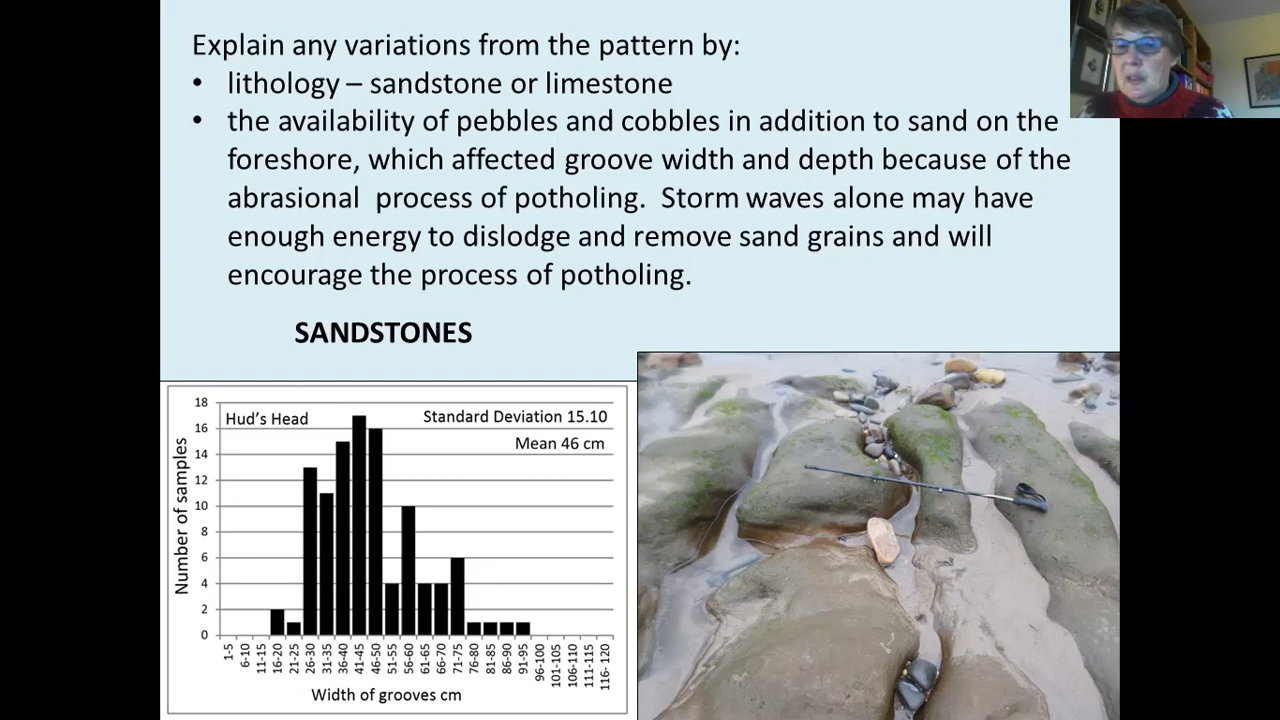 Explain any variations from the pattern by:
• lithology – sandstone or limestone
• the availability of pebbles and cobbles in addition to sand on the
foreshore, which affected groove width and depth because of the
abrasional process of potholing. Storm waves alone may have
enough energy to dislodge and remove sand grains and will
encourage the process of potholing.
SANDSTONES
Hud's Head
Standard Deviation 15.10
Mean 46 cm
Number of samples
18
16
14
12
10
8
6
4
2
0
1-5
6-10
11-15
16-20
21-25
26-30
31-35
36-40
41-45
46-50
51-55
56-60
61-65
66-70
71-75
76-80
81-85
86-90
91-95
96-100
101-105
106-110
111-115
116- 120
Width of grooves cm